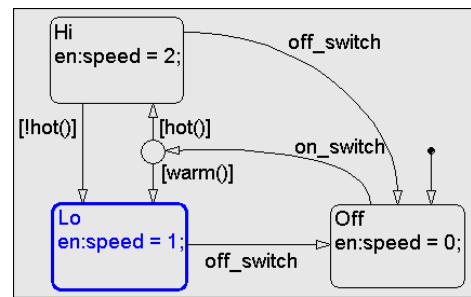 Hi
en:speed = 2;
off_switch
[!hot()]
[hot()]
on_switch
[warm()]
Lo
en:speed = 1;
off_switch
Off
en:speed = 0;